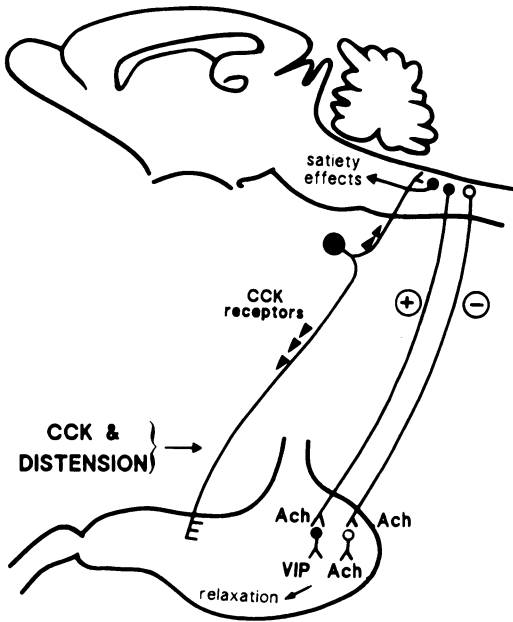 satiety
effects
+
−
CCK
receptors
CCK &
DISTENSION
Ach
Ach
VIP
Ach
relaxation